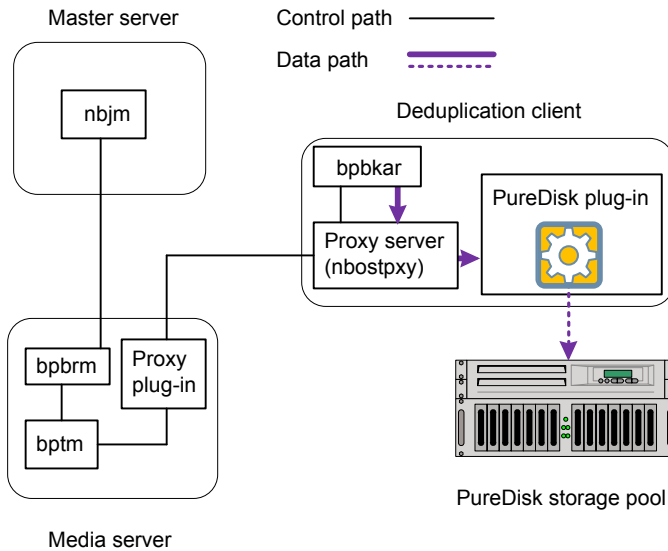 Master server
Control path
Data path
nbjm
Deduplication client
bpbkar
PureDisk plug-in
Proxy server
(nbostpxy)
bpbrm
Proxy
plug-in
bptm
PureDisk storage pool
Media server